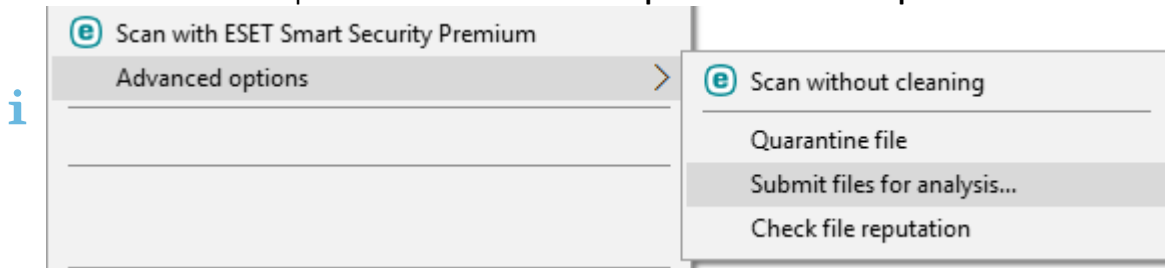 Scan with ESET Smart Security Premium
Advanced options
Scan without cleaning
Quarantine file
Submit files for analysis...
Check file reputation